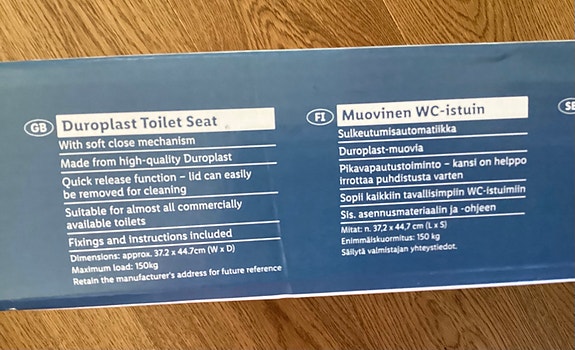 GB Duroplast Toilet Seat
With soft close mechanism
Made from high-quality Duroplast
Quick release function – lid can easily
be removed for cleaning
Suitable for almost all commercially
available toilets
Fixings and instructions included
Dimensions: approx. 37.2 x 44.7cm (W x D)
Maximum load: 150kg
Retain the manufacturer's address for future reference
FI Muovinen WC-istuin
Sulkeutumisautomatiikka
Duroplast-muovia
Pikavapautustoiminto – kansi on helppo
irrottaa puhdistusta varten
Sopii kaikkiin tavallisimpiin WC-istuimiin
Sis. asennusmateriaalin ja -ohjeen
Mitat: n. 37,2 x 44,7 cm (L x S)
Enimmäiskuormitus: 150 kg
Säilytä valmistajan yhteystiedot.
SE